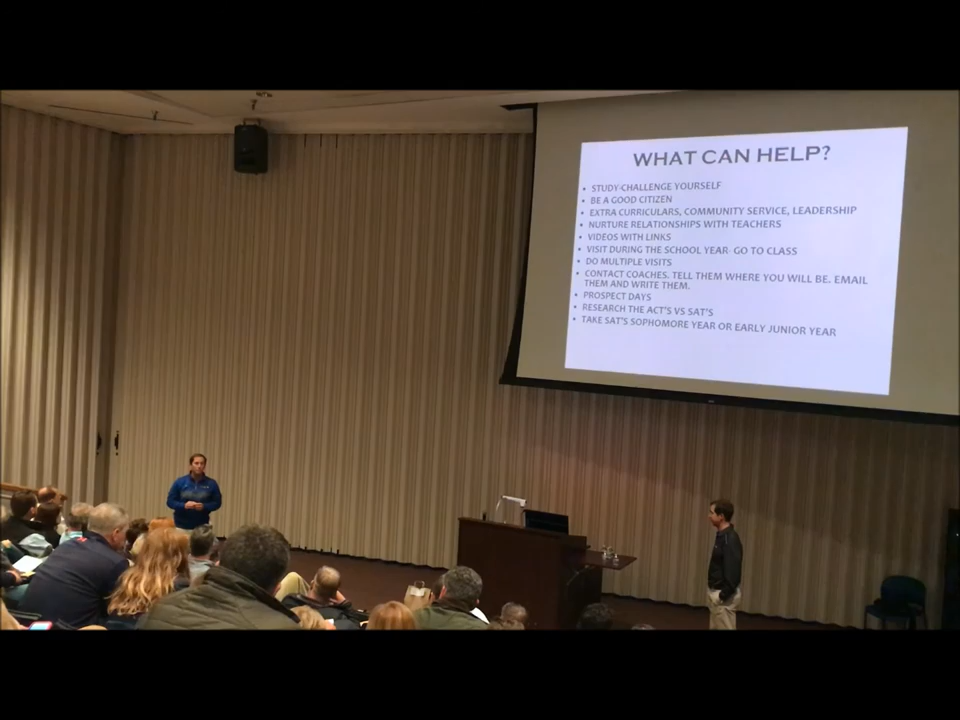 WHAT CAN HELP?
• STUDY-CHALLENGE YOURSELF
• BE A GOOD CITIZEN
• EXTRA CURRICULARS, COMMUNITY SERVICE, LEADERSHIP
• NURTURE RELATIONSHIPS WITH TEACHERS
• VIDEOS WITH LINKS
• VISIT DURING THE SCHOOL YEAR- GO TO CLASS
• DO MULTIPLE VISITS
• CONTACT COACHES. TELL THEM WHERE YOU WILL BE. EMAIL
THEM AND WRITE THEM.
• PROSPECT DAYS
• RESEARCH THE ACT'S VS SAT'S
• TAKE SAT'S SOPHOMORE YEAR OR EARLY JUNIOR YEAR